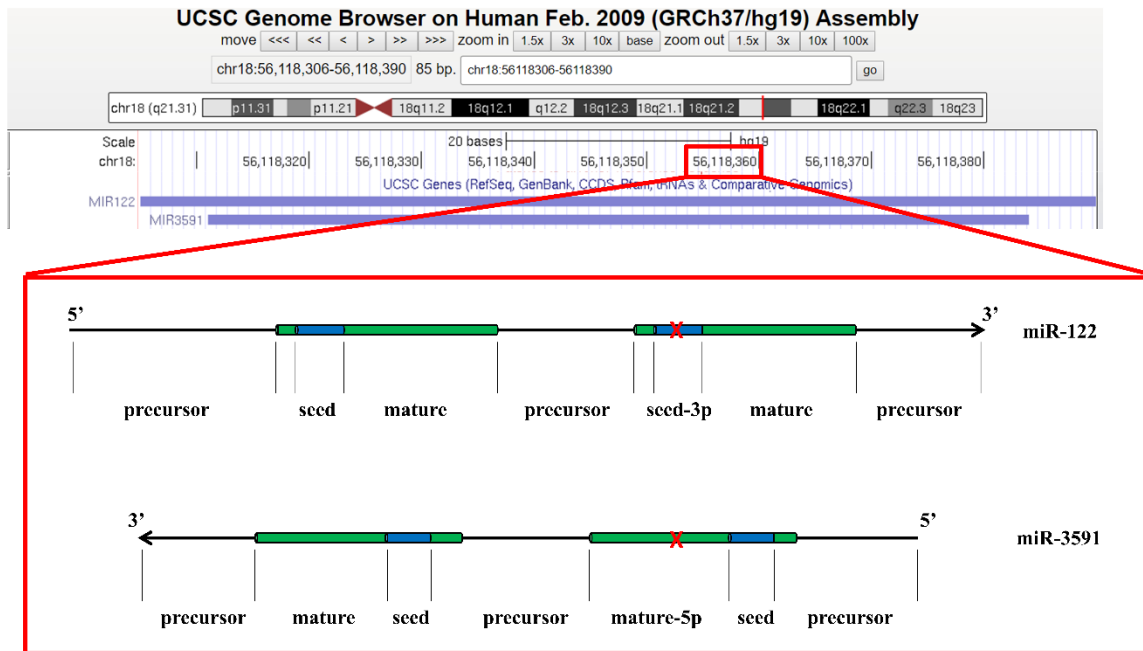 UCSC Genome Browser on Human Feb. 2009 (GRCh37/hg19) Assembly
move <<< << < > >> >>> zoom in 1.5x 3x 10x base zoom out 1.5x 3x 10x 100x
chr18:56,118,306-56,118,390 85 bp. chr18:56118306-56118390 go
chr18 (q21.31) p11.31 p11.21 18q11.2 18q12.1 q12.2 18q12.3 18q21.1 18q21.2 18q22.1 q22.3 18q23
Scale 20 bases hg19
chr18: 56,118,320 56,118,330 56,118,340 56,118,350 56,118,360 56,118,370 56,118,380
UCSC Genes (RefSeq, GenBank, CCDS, Rfam, tRNAs & Comparative Genomics)
MIR122
MIR3591
5’ 3’
X miR-122
precursor seed mature precursor seed-3p mature precursor
3’ 5’
X miR-3591
precursor mature seed precursor mature-5p seed precursor